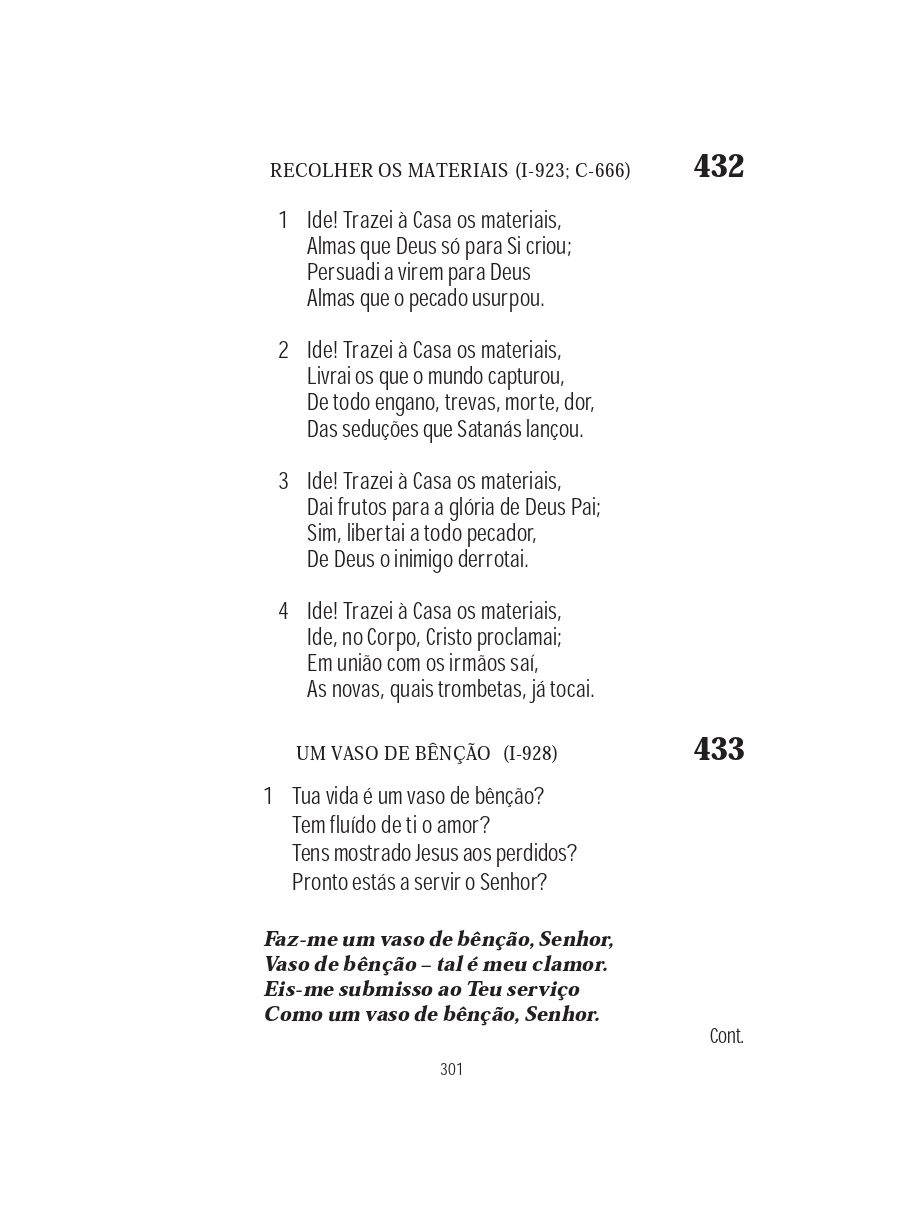 RECOLHER OS MATERIAIS (I-923; C-666) 432
1 Ide! Trazei à Casa os materiais,
Almas que Deus só para Si criou;
Persuadi a virem para Deus
Almas que o pecado usurpou.
2 Ide! Trazei à Casa os materiais,
Livrai os que o mundo capturou,
De todo engano, trevas, morte, dor,
Das seduções que Satanás lançou.
3 Ide! Trazei à Casa os materiais,
Dai frutos para a glória de Deus Pai;
Sim, libertai a todo pecador,
De Deus o inimigo derrotai.
4 Ide! Trazei à Casa os materiais,
Ide, no Corpo, Cristo proclamai;
Em união com os irmãos saí,
As novas, quais trombetas, já tocai.
UM VASO DE BÊNÇÃO (I-928) 433
1 Tua vida é um vaso de bênção?
Tem fluído de ti o amor?
Tens mostrado Jesus aos perdidos?
Pronto estás a servir o Senhor?
Faz-me um vaso de bênção, Senhor,
Vaso de bênção – tal é meu clamor.
Eis-me submisso ao Teu serviço
Como um vaso de bênção, Senhor.
Cont.
301